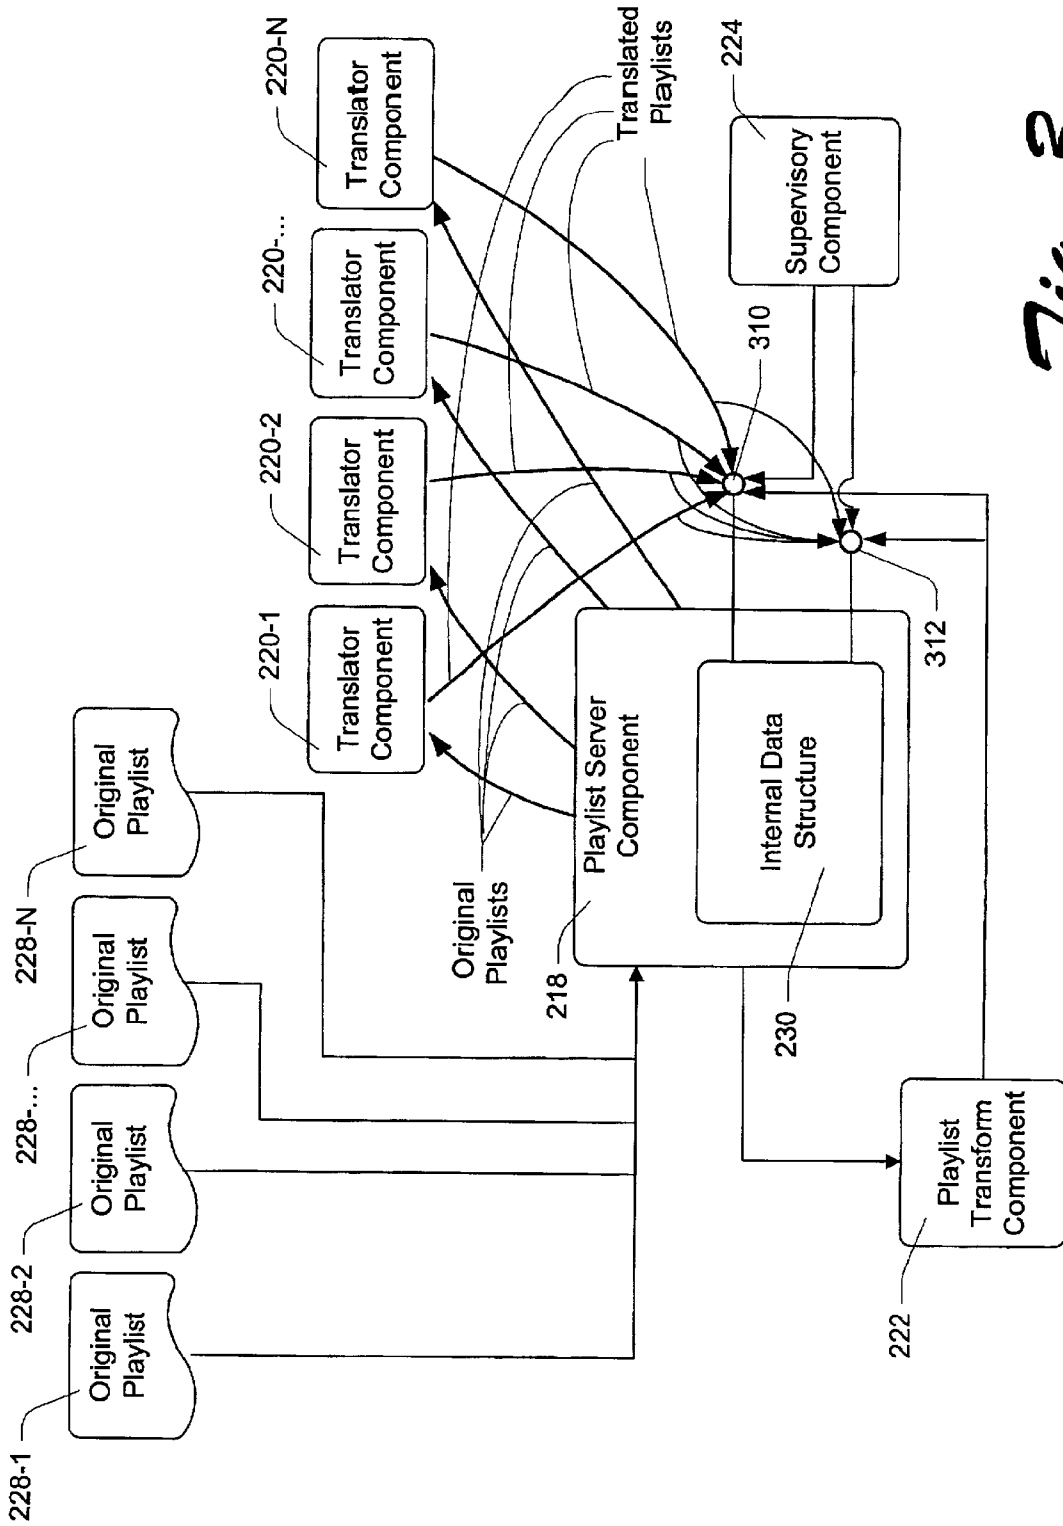 228-1
Original
Playlist
228-2
Original
Playlist
228-...
Original
Playlist
228-N
Original
Playlist
220-1
Translator
Component
220-2
Translator
Component
220-...
Translator
Component
220-N
Translator
Component
Original
Playlists
Translated
Playlists
218
Playlist Server
Component
230
Internal Data
Structure
310
312
224
Supervisory
Component
222
Playlist
Transform
Component